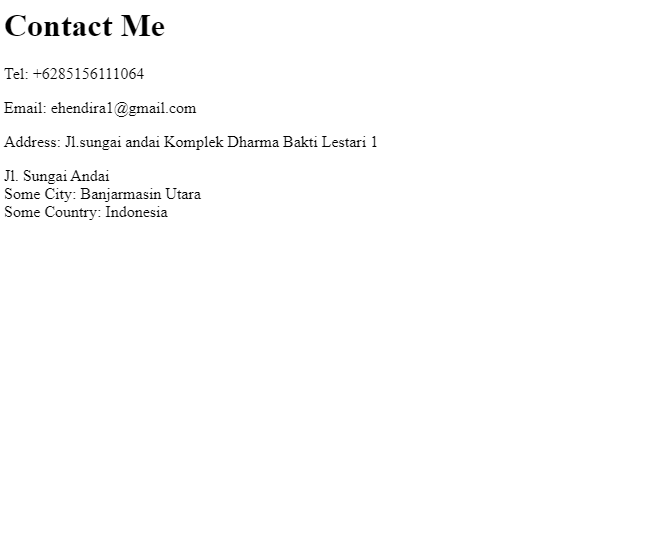 Contact Me
Tel: +6285156111064
Email: ehendira1@gmail.com
Address: Jl.sungai andai Komplek Dharma Bakti Lestari 1
Jl. Sungai Andai
Some City: Banjarmasin Utara
Some Country: Indonesia